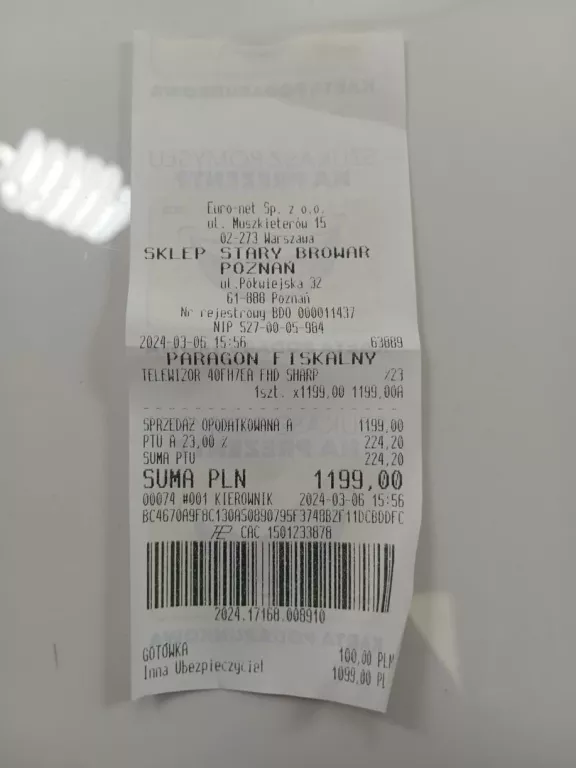 Euro-net Sp. z o.o.
ul. Muszkieterów 15
02-273 Warszawa
SKLEP STARY BROWAR
POZNAŃ
ul.Półwiejska 32
61-888 Poznań
Nr rejestrowy BDO 000011437
NIP 527-00-05-984
2024-03-06 15:56 63889
PARAGON FISKALNY
TELEWIZOR 40FH7EA FHD SHARP /23
1szt. x1199,00 1199,00A
SPRZEDAŻ OPODATKOWANA A 1199,00
PTU A 23,00 % 224,20
SUMA PTU 224,20
SUMA PLN 1199,00
00074 #001 KIEROWNIK 2024-03-06 15:56
BC4670A9FBC130A50890795F3748B2F11DCBDDFC
CAC 1501233878
2024.17168.008910
GOTÓWKA 100,00 PLN
Inna Ubezpieczyciel 1099,00 PL